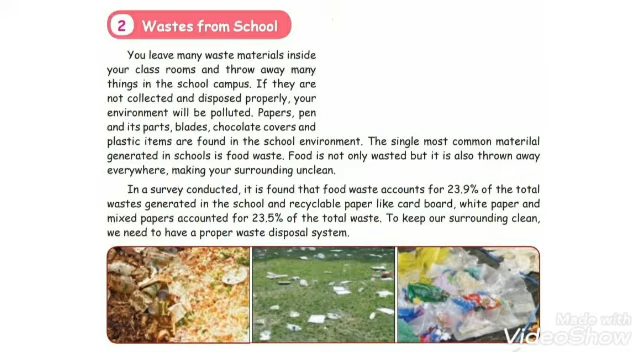 2 Wastes from School
You leave many waste materials inside
your class rooms and throw away many
things in the school campus. If they are
not collected and disposed properly, your
environment will be polluted. Papers, pen
and its parts, blades, chocolate covers and
plastic items are found in the school environment. The single most common materilal
generated in schools is food waste. Food is not only wasted but it is also thrown away
everywhere, making your surrounding unclean.
In a survey conducted, it is found that food waste accounts for 23.9% of the total
wastes generated in the school and recyclable paper like card board, white paper and
mixed papers accounted for 23.5% of the total waste. To keep our surrounding clean,
we need to have a proper waste disposal system.
Made with
VideoShow